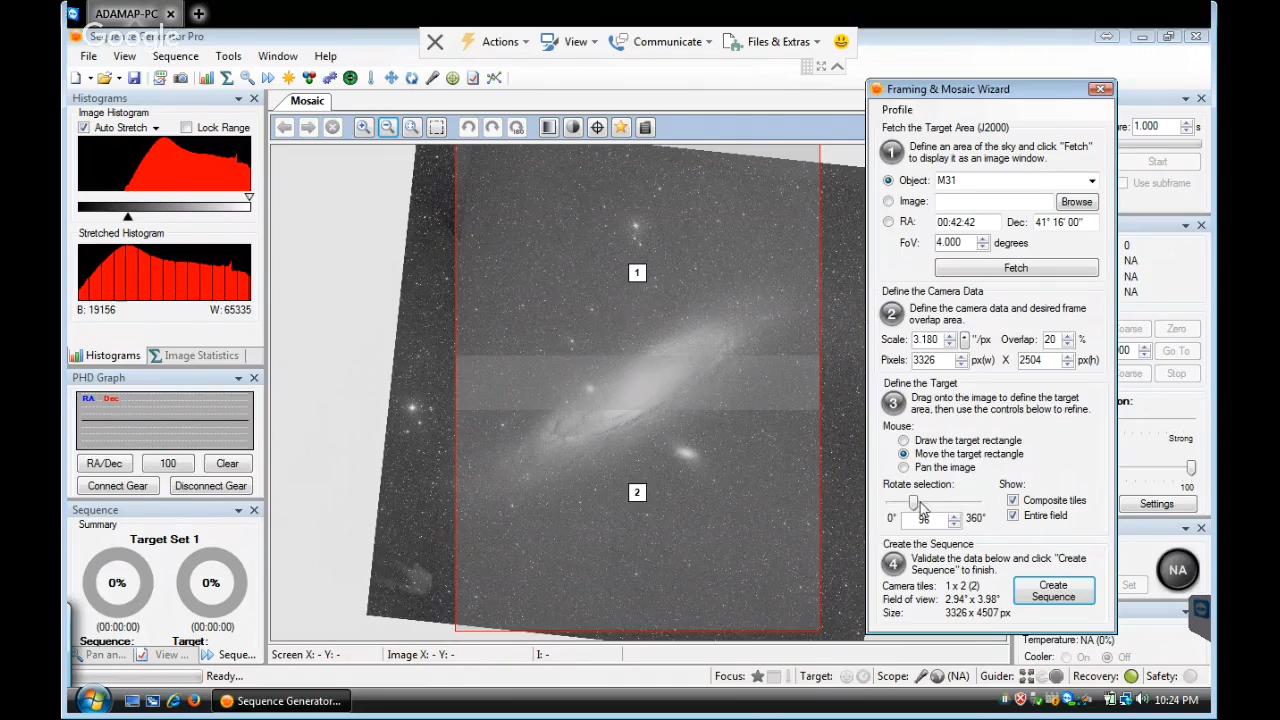 ADAMAP-PC
Google
Sequence Generator Pro
Actions
View
Communicate
Files & Extras
File View Sequence Tools Window Help
Histograms
Image Histogram
Auto Stretch
Lock Range
Stretched Histogram
B: 19156 W: 65335
Histograms
Image Statistics
PHD Graph
RA Dec
RA/Dec
100
Clear
Connect Gear
Disconnect Gear
Sequence
Summary
Target Set 1
0% 0%
(00:00:00) (00:00:00)
Sequence: Target:
Pan an... View ... Seque...
Ready...
Mosaic
1
2
Screen X: - Y: -
Image X: - Y: -
I: -
Framing & Mosaic Wizard
Profile
Fetch the Target Area (J2000)
1 Define an area of the sky and click "Fetch"
to display it as an image window.
Object: M31
Image:
Browse
RA: 00:42:42 Dec: 41° 16' 00"
FoV: 4.000 degrees
Fetch
Define the Camera Data
2 Define the camera data and desired frame
overlap area.
Scale: 3.180 "/px Overlap: 20 %
Pixels: 3326 px(w) X 2504 px(h)
Define the Target
3 Drag onto the image to define the target
area, then use the controls below to refine.
Mouse:
Draw the target rectangle
Move the target rectangle
Pan the image
Rotate selection: Show:
Composite tiles
0° 96 360° Entire field
Create the Sequence
4 Validate the data below and click "Create
Sequence" to finish.
Camera tiles: 1 x 2 (2)
Field of view: 2.94° x 3.98°
Size: 3326 x 4507 px
Create
Sequence
1.000 s
Start
Use subframe
0
NA
NA
NA
Zero
Go To
Stop
Strong
100
Settings
NA
Set
Temperature: NA (0%)
Cooler: On Off
Focus: Target: Scope: (NA) Guider: Recovery: Safety:
Sequence Generator...
10:24 PM